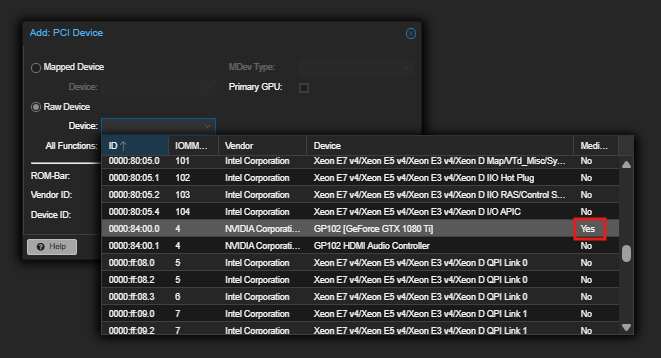 Add: PCI Device
Mapped Device
MDev Type:
Device:
Primary GPU:
Raw Device
Device:
All Functions:
ID IOMM... Vendor Device Medi...
0000:80:05.0 101 Intel Corporation Xeon E7 v4/Xeon E5 v4/Xeon E3 v4/Xeon D Map/VTd_Misc/Sy... No
0000:80:05.1 102 Intel Corporation Xeon E7 v4/Xeon E5 v4/Xeon E3 v4/Xeon D IIO Hot Plug No
0000:80:05.2 103 Intel Corporation Xeon E7 v4/Xeon E5 v4/Xeon E3 v4/Xeon D IIO RAS/Control S... No
0000:80:05.4 104 Intel Corporation Xeon E7 v4/Xeon E5 v4/Xeon E3 v4/Xeon D I/O APIC No
0000:84:00.0 4 NVIDIA Corporati... GP102 [GeForce GTX 1080 Ti] Yes
0000:84:00.1 4 NVIDIA Corporati... GP102 HDMI Audio Controller No
0000:ff:08.0 5 Intel Corporation Xeon E7 v4/Xeon E5 v4/Xeon E3 v4/Xeon D QPI Link 0 No
0000:ff:08.2 5 Intel Corporation Xeon E7 v4/Xeon E5 v4/Xeon E3 v4/Xeon D QPI Link 0 No
0000:ff:08.3 6 Intel Corporation Xeon E7 v4/Xeon E5 v4/Xeon E3 v4/Xeon D QPI Link 0 No
0000:ff:09.0 7 Intel Corporation Xeon E7 v4/Xeon E5 v4/Xeon E3 v4/Xeon D QPI Link 1 No
0000:ff:09.2 7 Intel Corporation Xeon E7 v4/Xeon E5 v4/Xeon E3 v4/Xeon D QPI Link 1 No
ROM-Bar:
Vendor ID:
Device ID:
Help